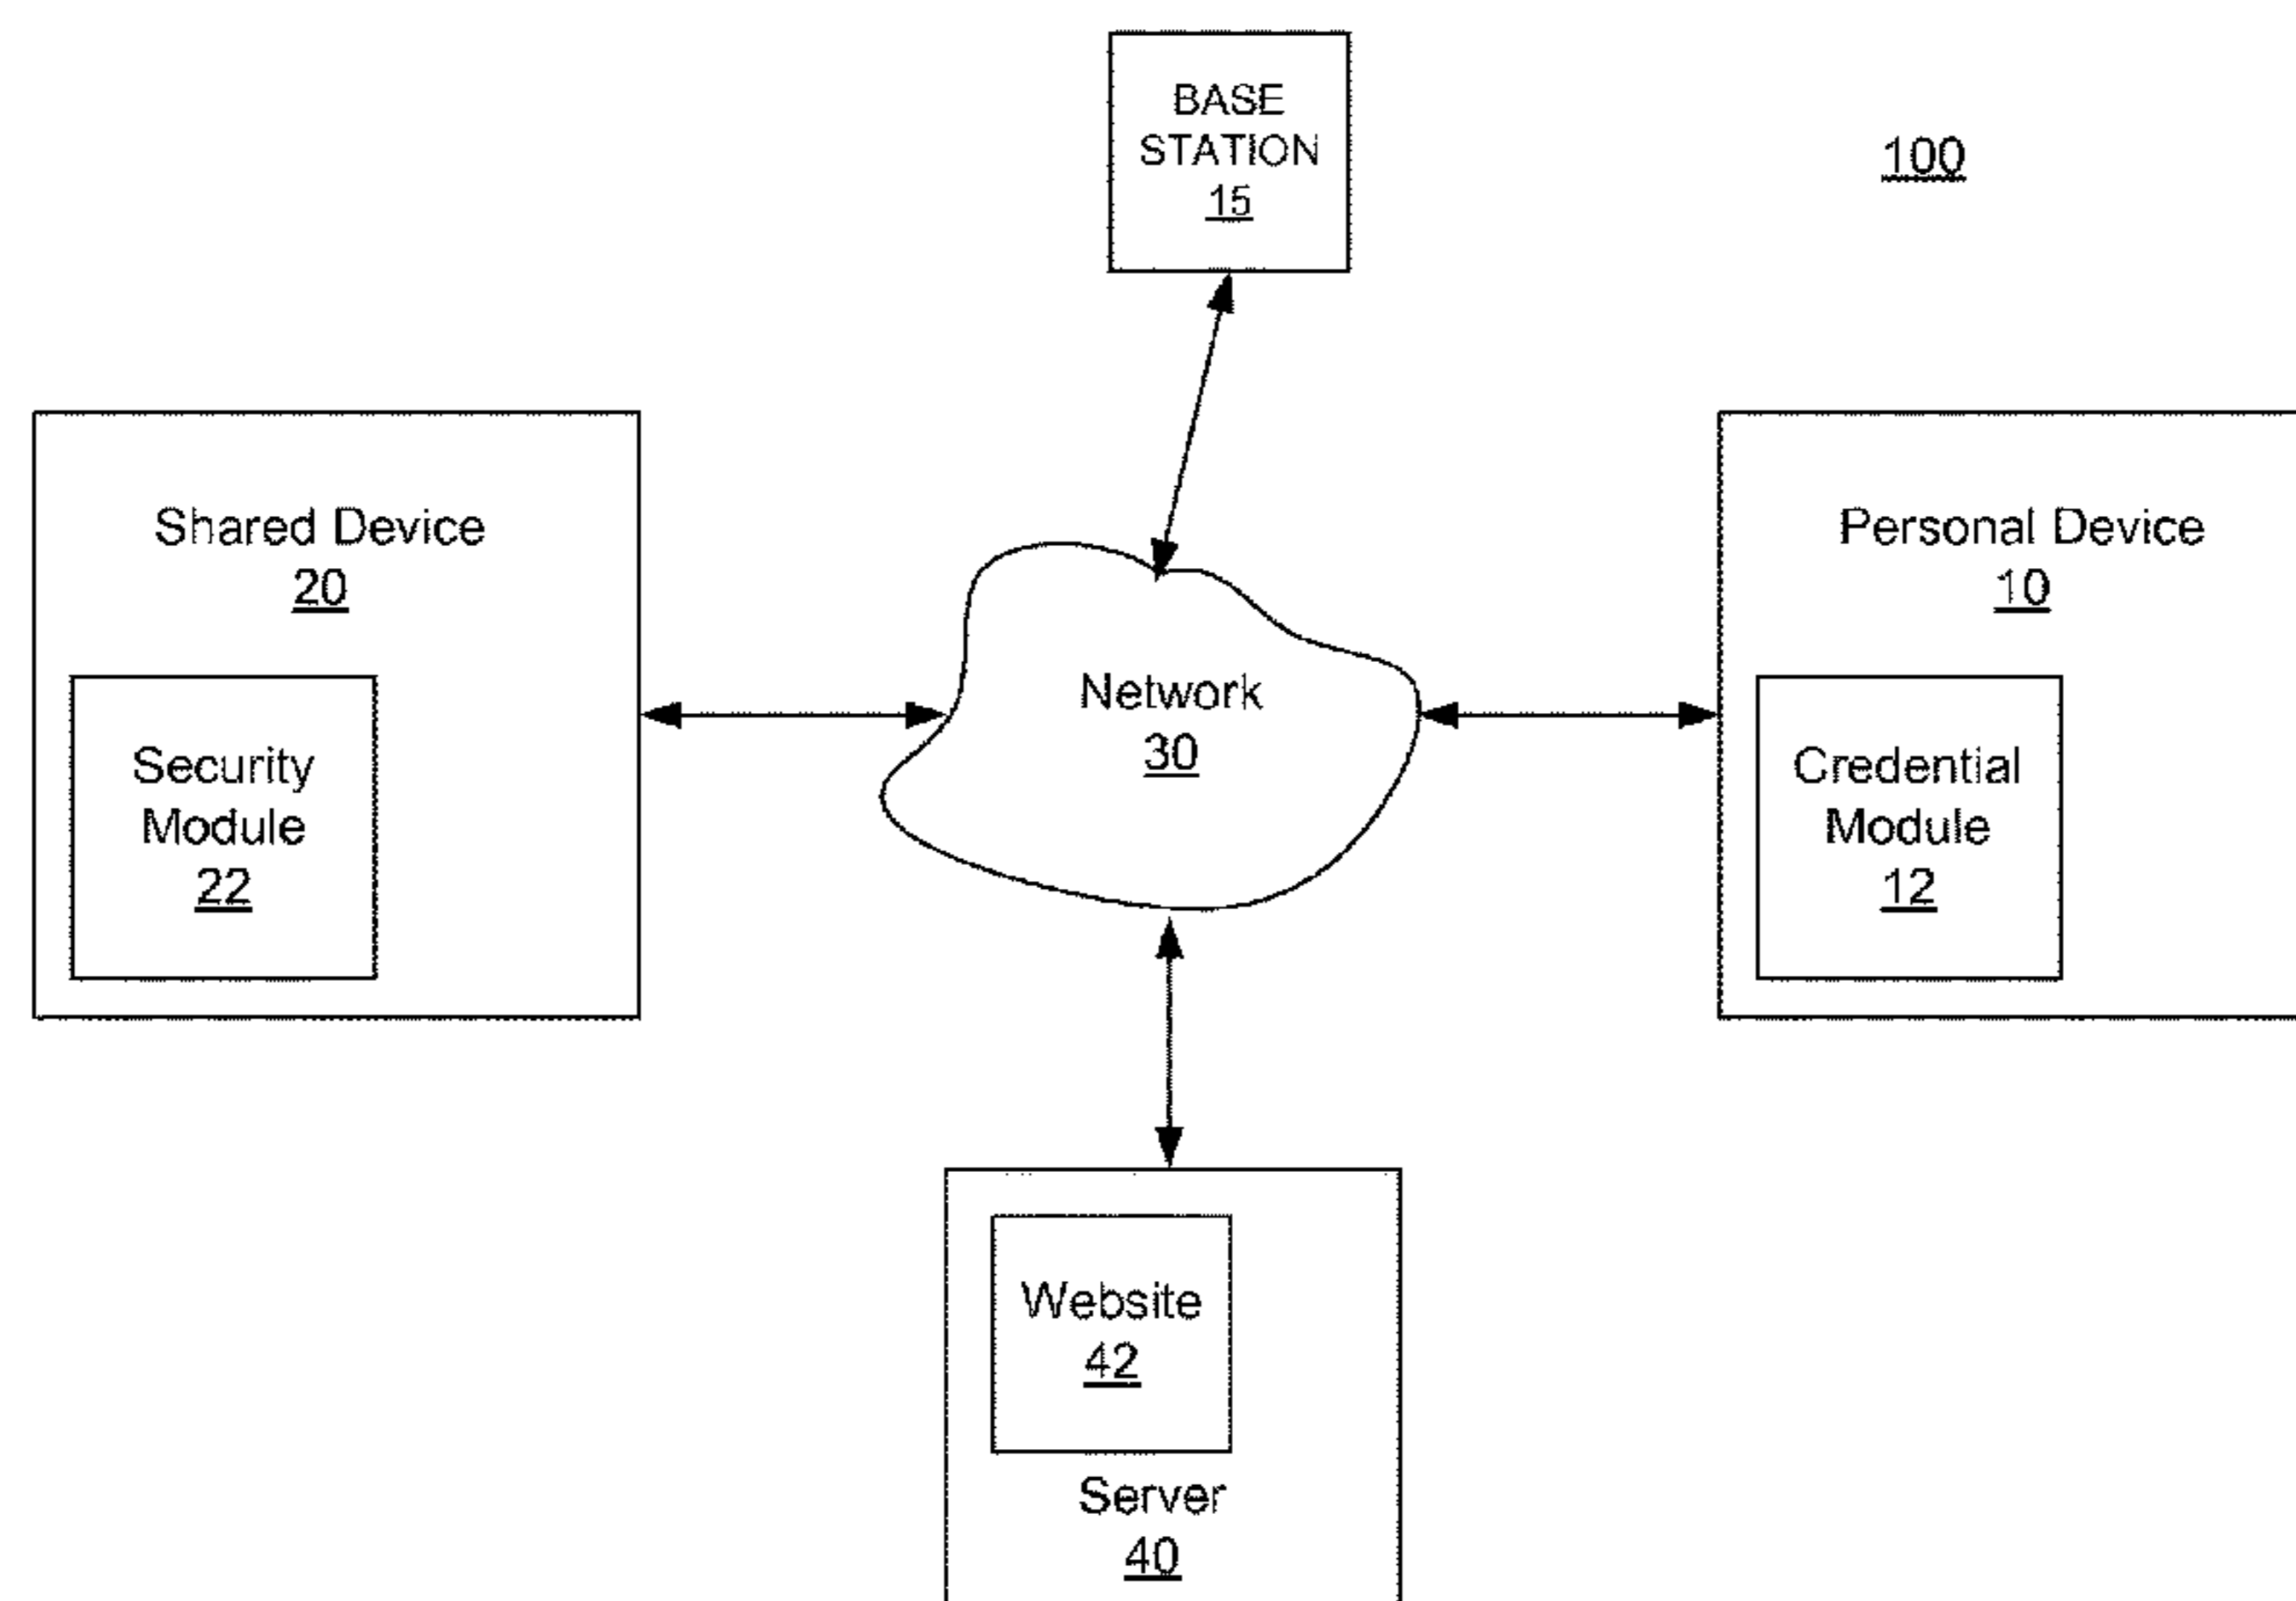 BASE
STATION
15
100
Shared Device
20
Security
Module
22
Network
30
Personal Device
10
Credential
Module
12
Website
42
Server
40